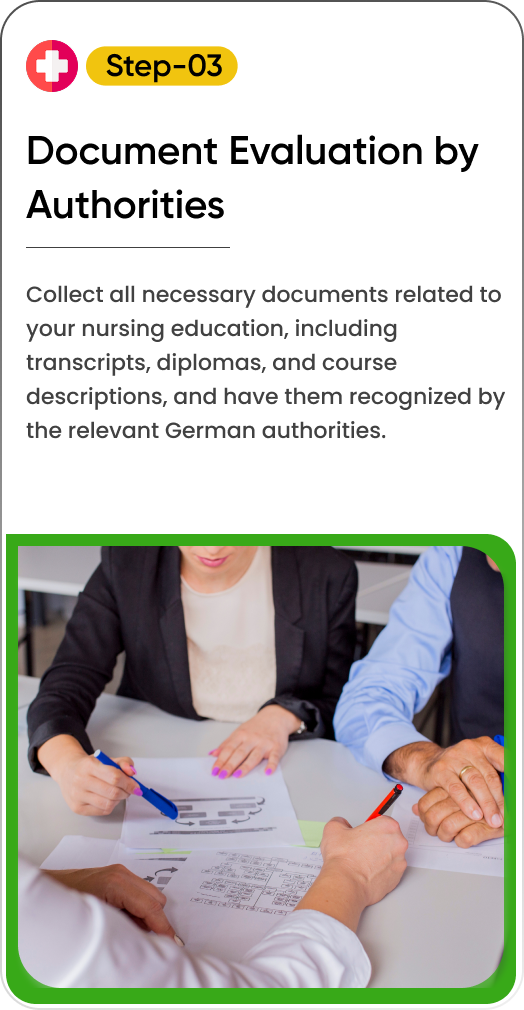 Step-03
Document Evaluation by
Authorities
Collect all necessary documents related to
your nursing education, including
transcripts, diplomas, and course
descriptions, and have them recognized by
the relevant German authorities.